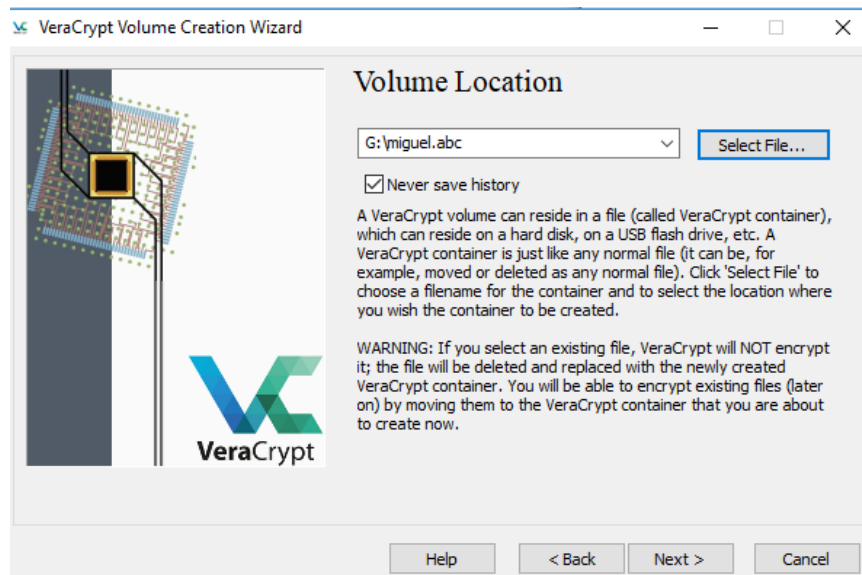 VeraCrypt Volume Creation Wizard
Volume Location
G:\miguel.abc
Select File...
Never save history
A VeraCrypt volume can reside in a file (called VeraCrypt container),
which can reside on a hard disk, on a USB flash drive, etc. A
VeraCrypt container is just like any normal file (it can be, for
example, moved or deleted as any normal file). Click 'Select File' to
choose a filename for the container and to select the location where
you wish the container to be created.
WARNING: If you select an existing file, VeraCrypt will NOT encrypt
it; the file will be deleted and replaced with the newly created
VeraCrypt container. You will be able to encrypt existing files (later
on) by moving them to the VeraCrypt container that you are about
to create now.
VeraCrypt
Help
< Back
Next >
Cancel